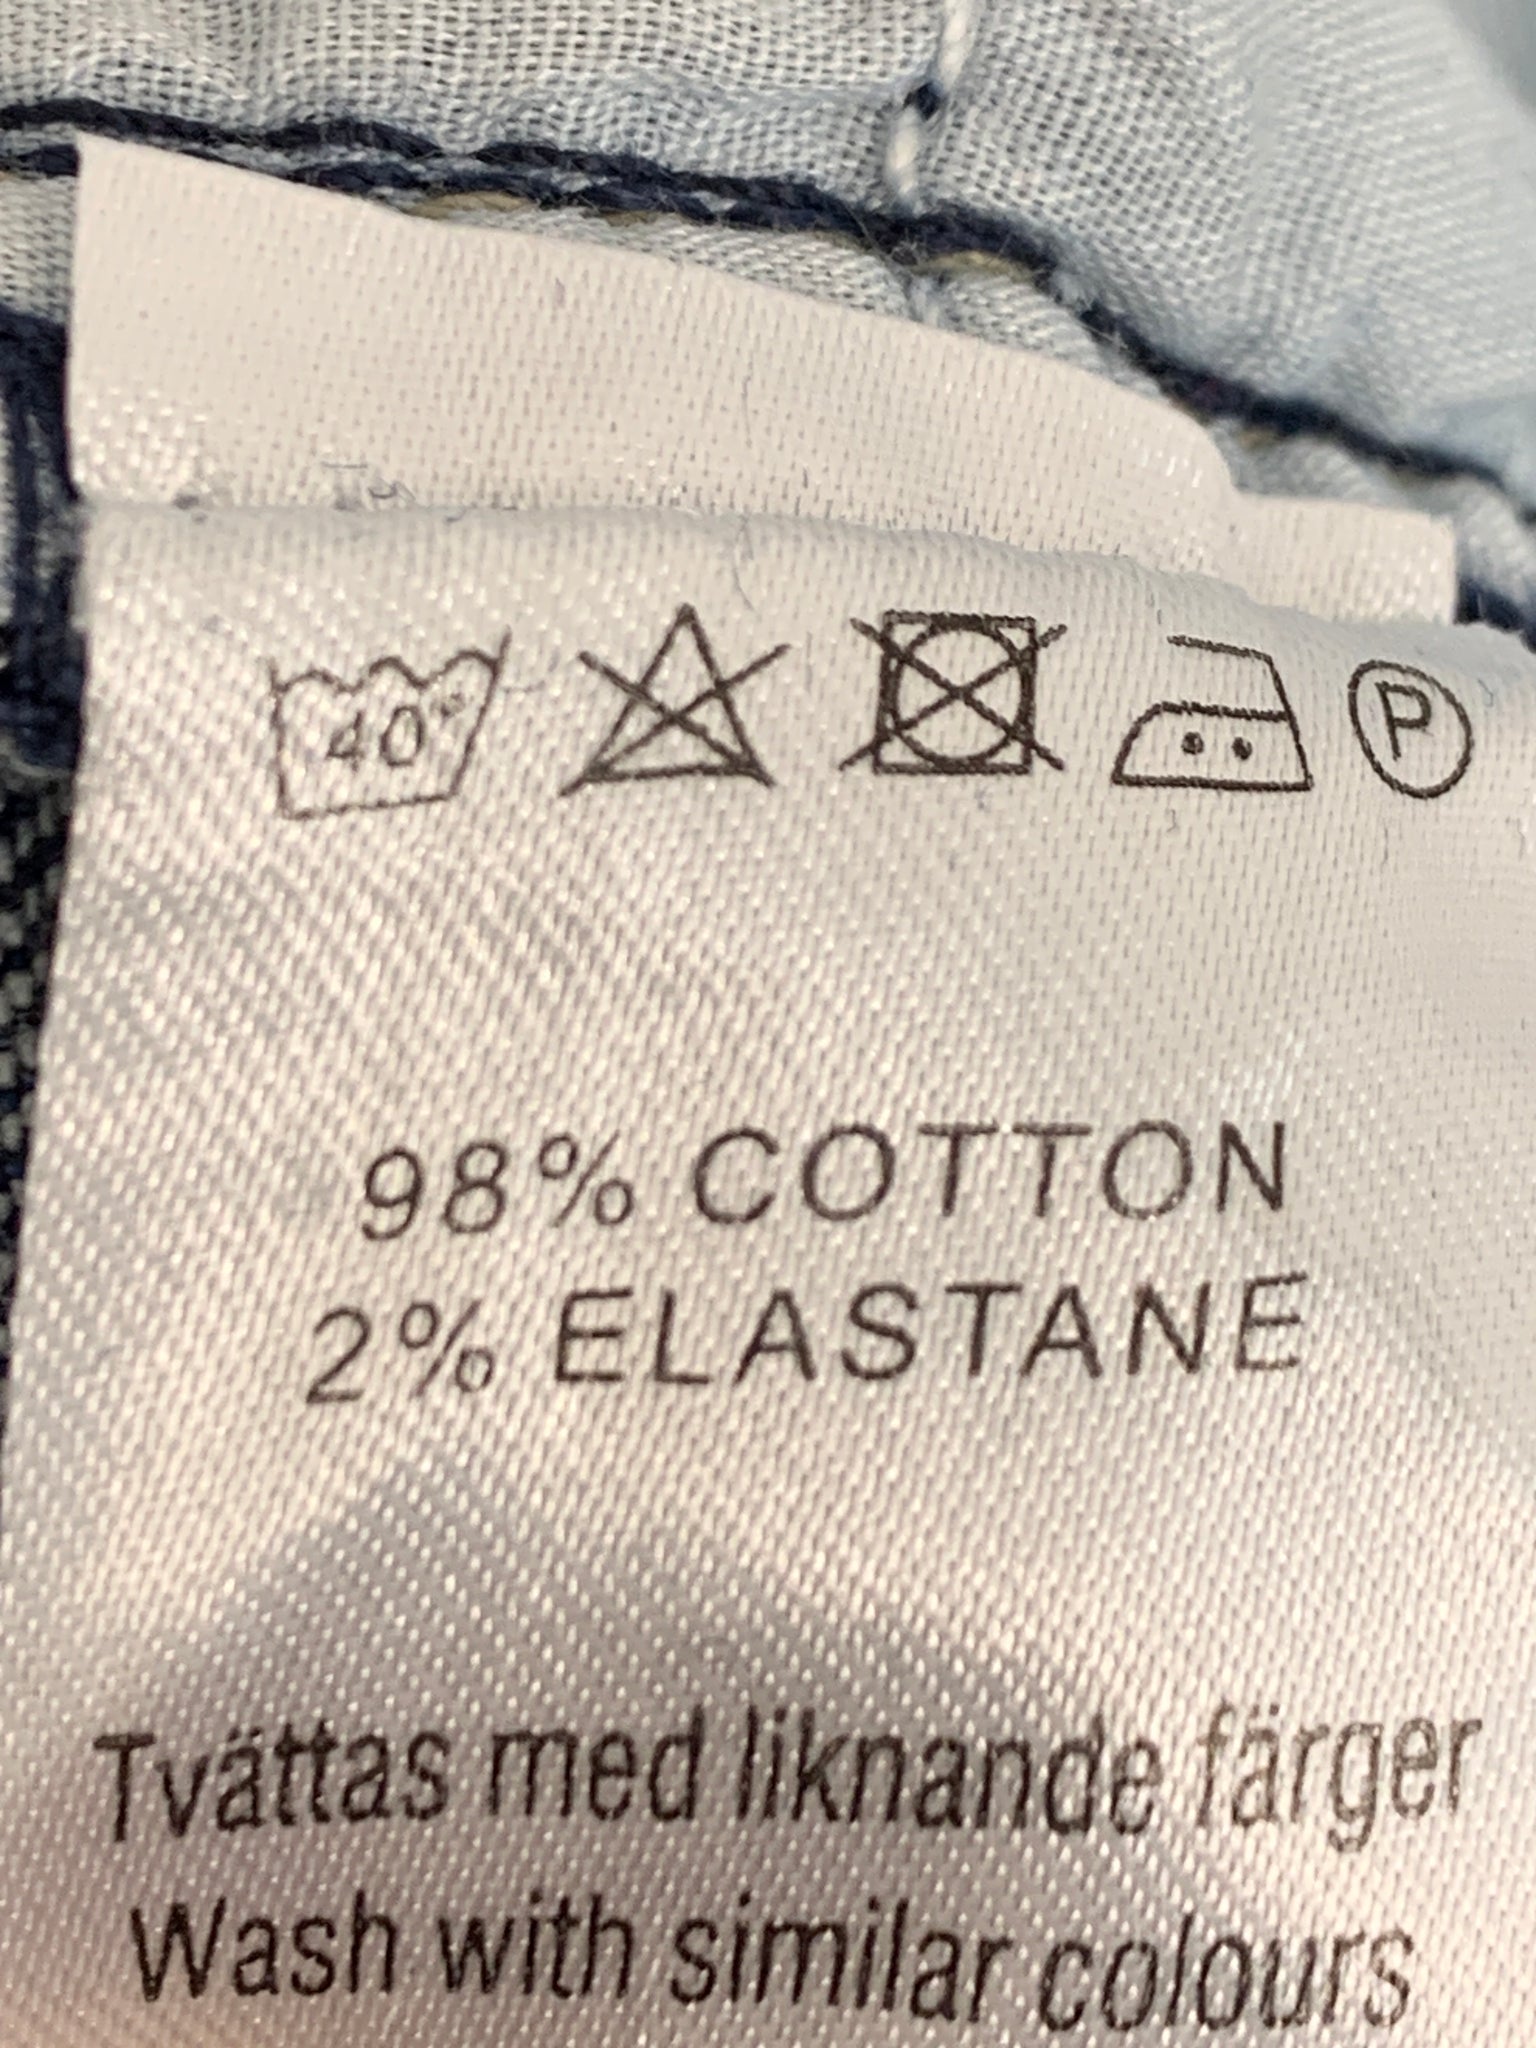 40°
P
98% COTTON
2% ELASTANE
Tvättas med liknande färger
Wash with similar colours